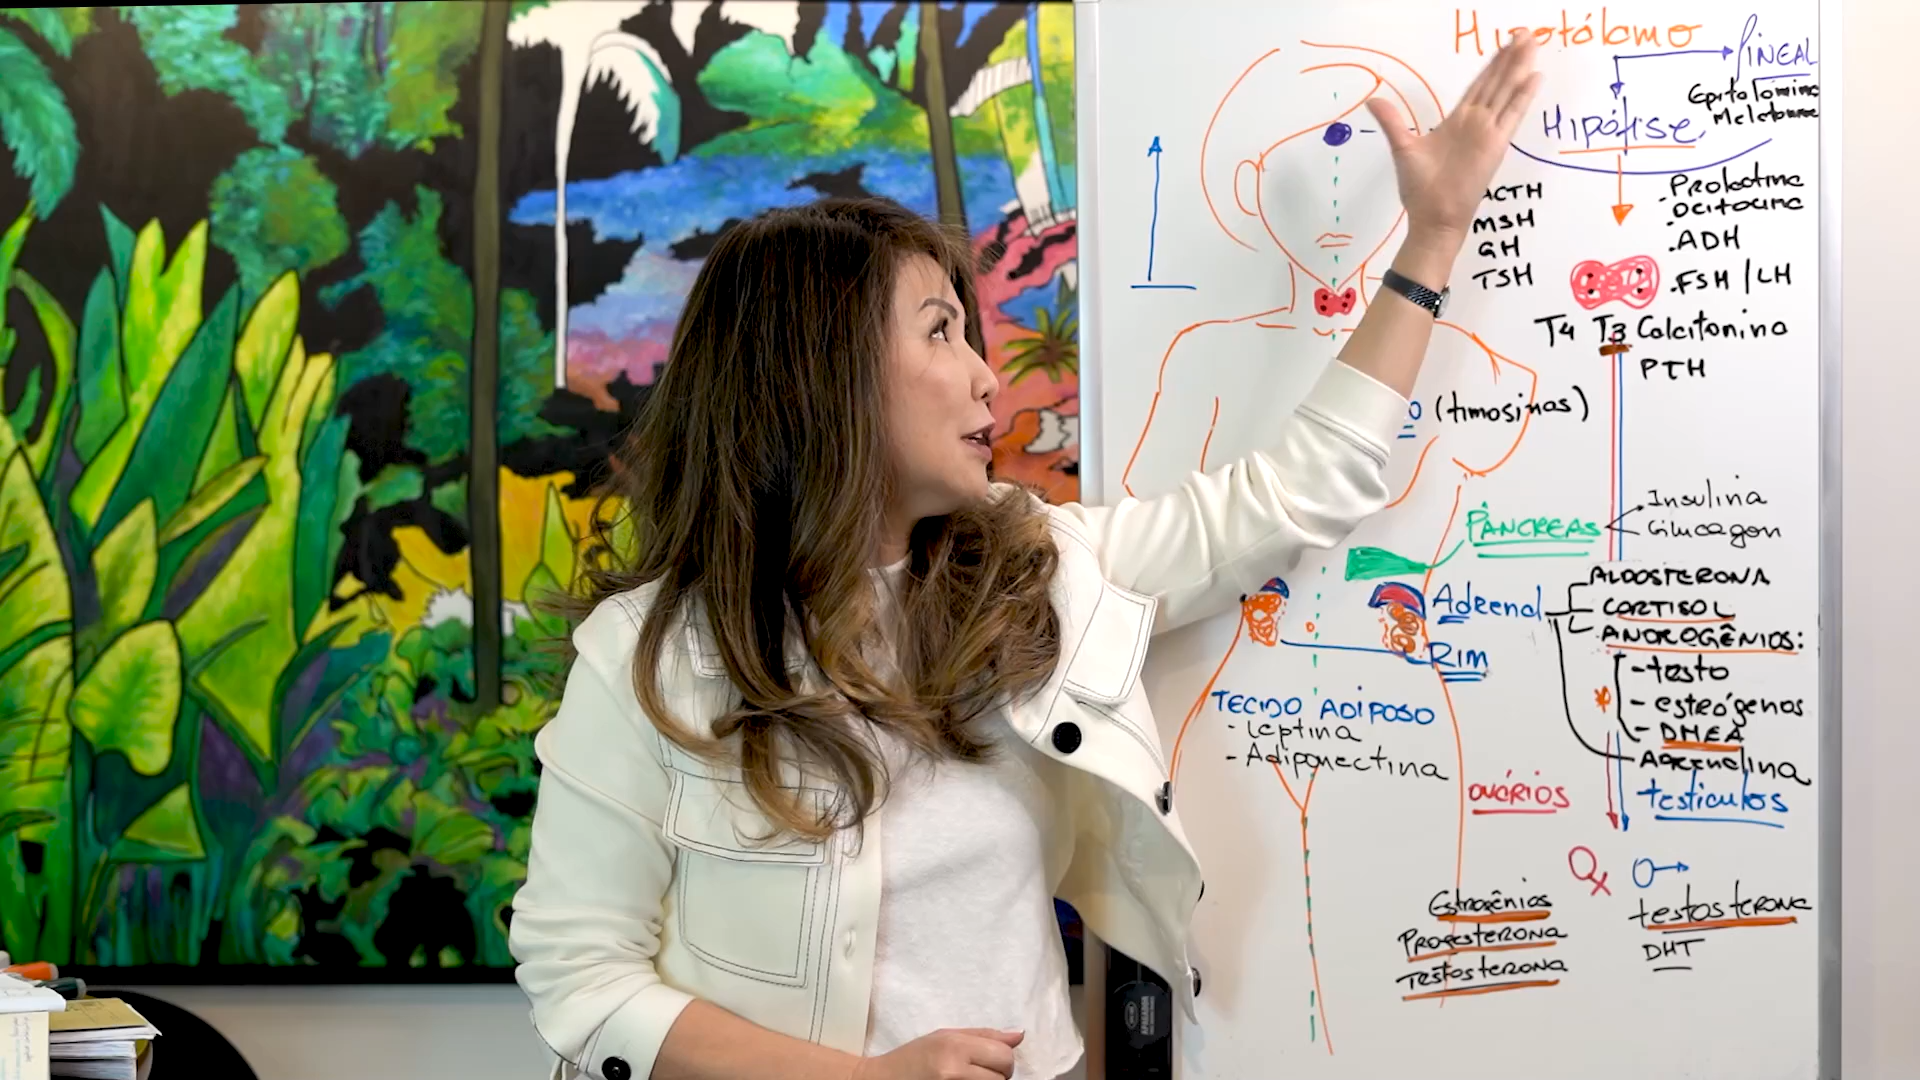 Hipotálamo
PINEAL
Epitalâmina
Melatonina
Hipófise
ACTH
MSH
GH
TSH
- Prolactina
- Ocitocina
.ADH
.FSH/LH
T4 T3 Calcitonina
PTH
(timosinas)
PÂNCREAS
Insulina
Glucagon
Adrenal
ALDOSTERONA
CORTISOL
ANDROGÊNIOS:
- testo
- estrógenos
- DHEA
ADRENALINA
RIM
TECIDO ADIPOSO
- Leptina
- Adiponectina
OVÁRIOS
testículos
Estrogênios
PROGESTERONA
TESTOSTERONA
testosterona
DHT